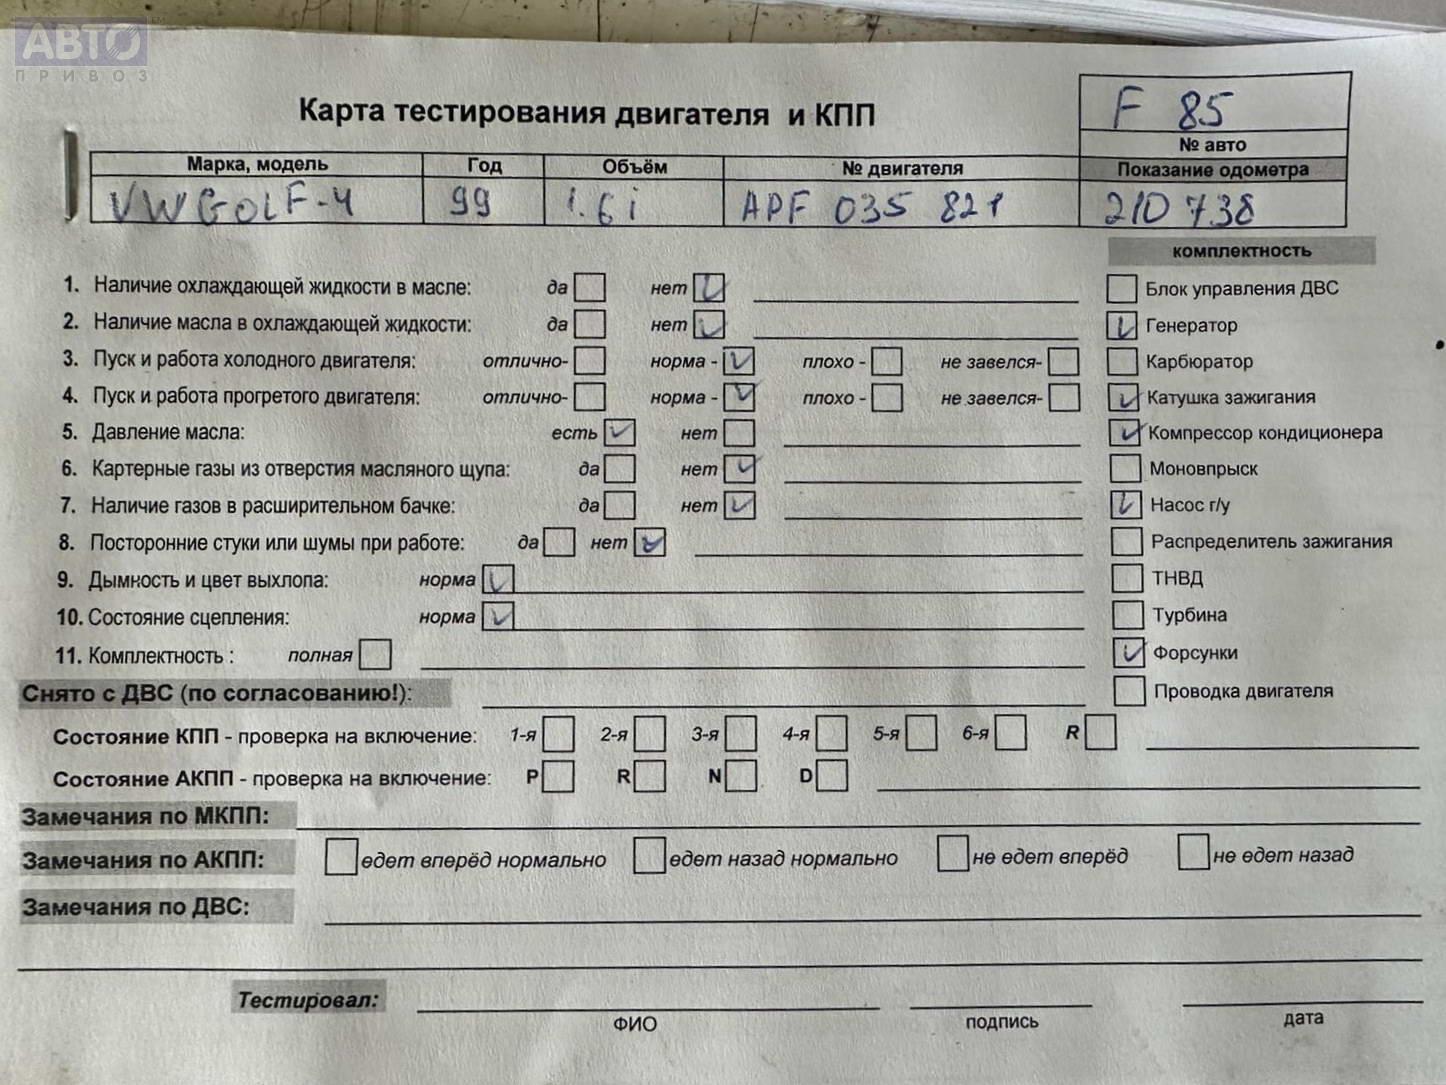 АВТО
ПРИВОЗ
Карта тестирования двигателя и КПП
F 85
№ авто
Марка, модель Год Объём № двигателя Показание одометра
VW GOLF-4 99 1.6i APF 035 821 210 738
комплектность
1. Наличие охлаждающей жидкости в масле: да нет Блок управления ДВС
2. Наличие масла в охлаждающей жидкости: да нет Генератор
3. Пуск и работа холодного двигателя: отлично- норма - плохо - не завелся- Карбюратор
4. Пуск и работа прогретого двигателя: отлично- норма - плохо - не завелся- Катушка зажигания
5. Давление масла: есть нет Компрессор кондиционера
6. Картерные газы из отверстия масляного щупа: да нет Моновпрыск
7. Наличие газов в расширительном бачке: да нет Насос г/у
8. Посторонние стуки или шумы при работе: да нет Распределитель зажигания
9. Дымность и цвет выхлопа: норма ТНВД
10. Состояние сцепления: норма Турбина
11. Комплектность : полная Форсунки
Снято с ДВС (по согласованию!): Проводка двигателя
Состояние КПП - проверка на включение: 1-я 2-я 3-я 4-я 5-я 6-я R
Состояние АКПП - проверка на включение: P R N D
Замечания по МКПП:
Замечания по АКПП: едет вперёд нормально едет назад нормально не едет вперёд не едет назад
Замечания по ДВС:
Тестировал:
ФИО подпись дата